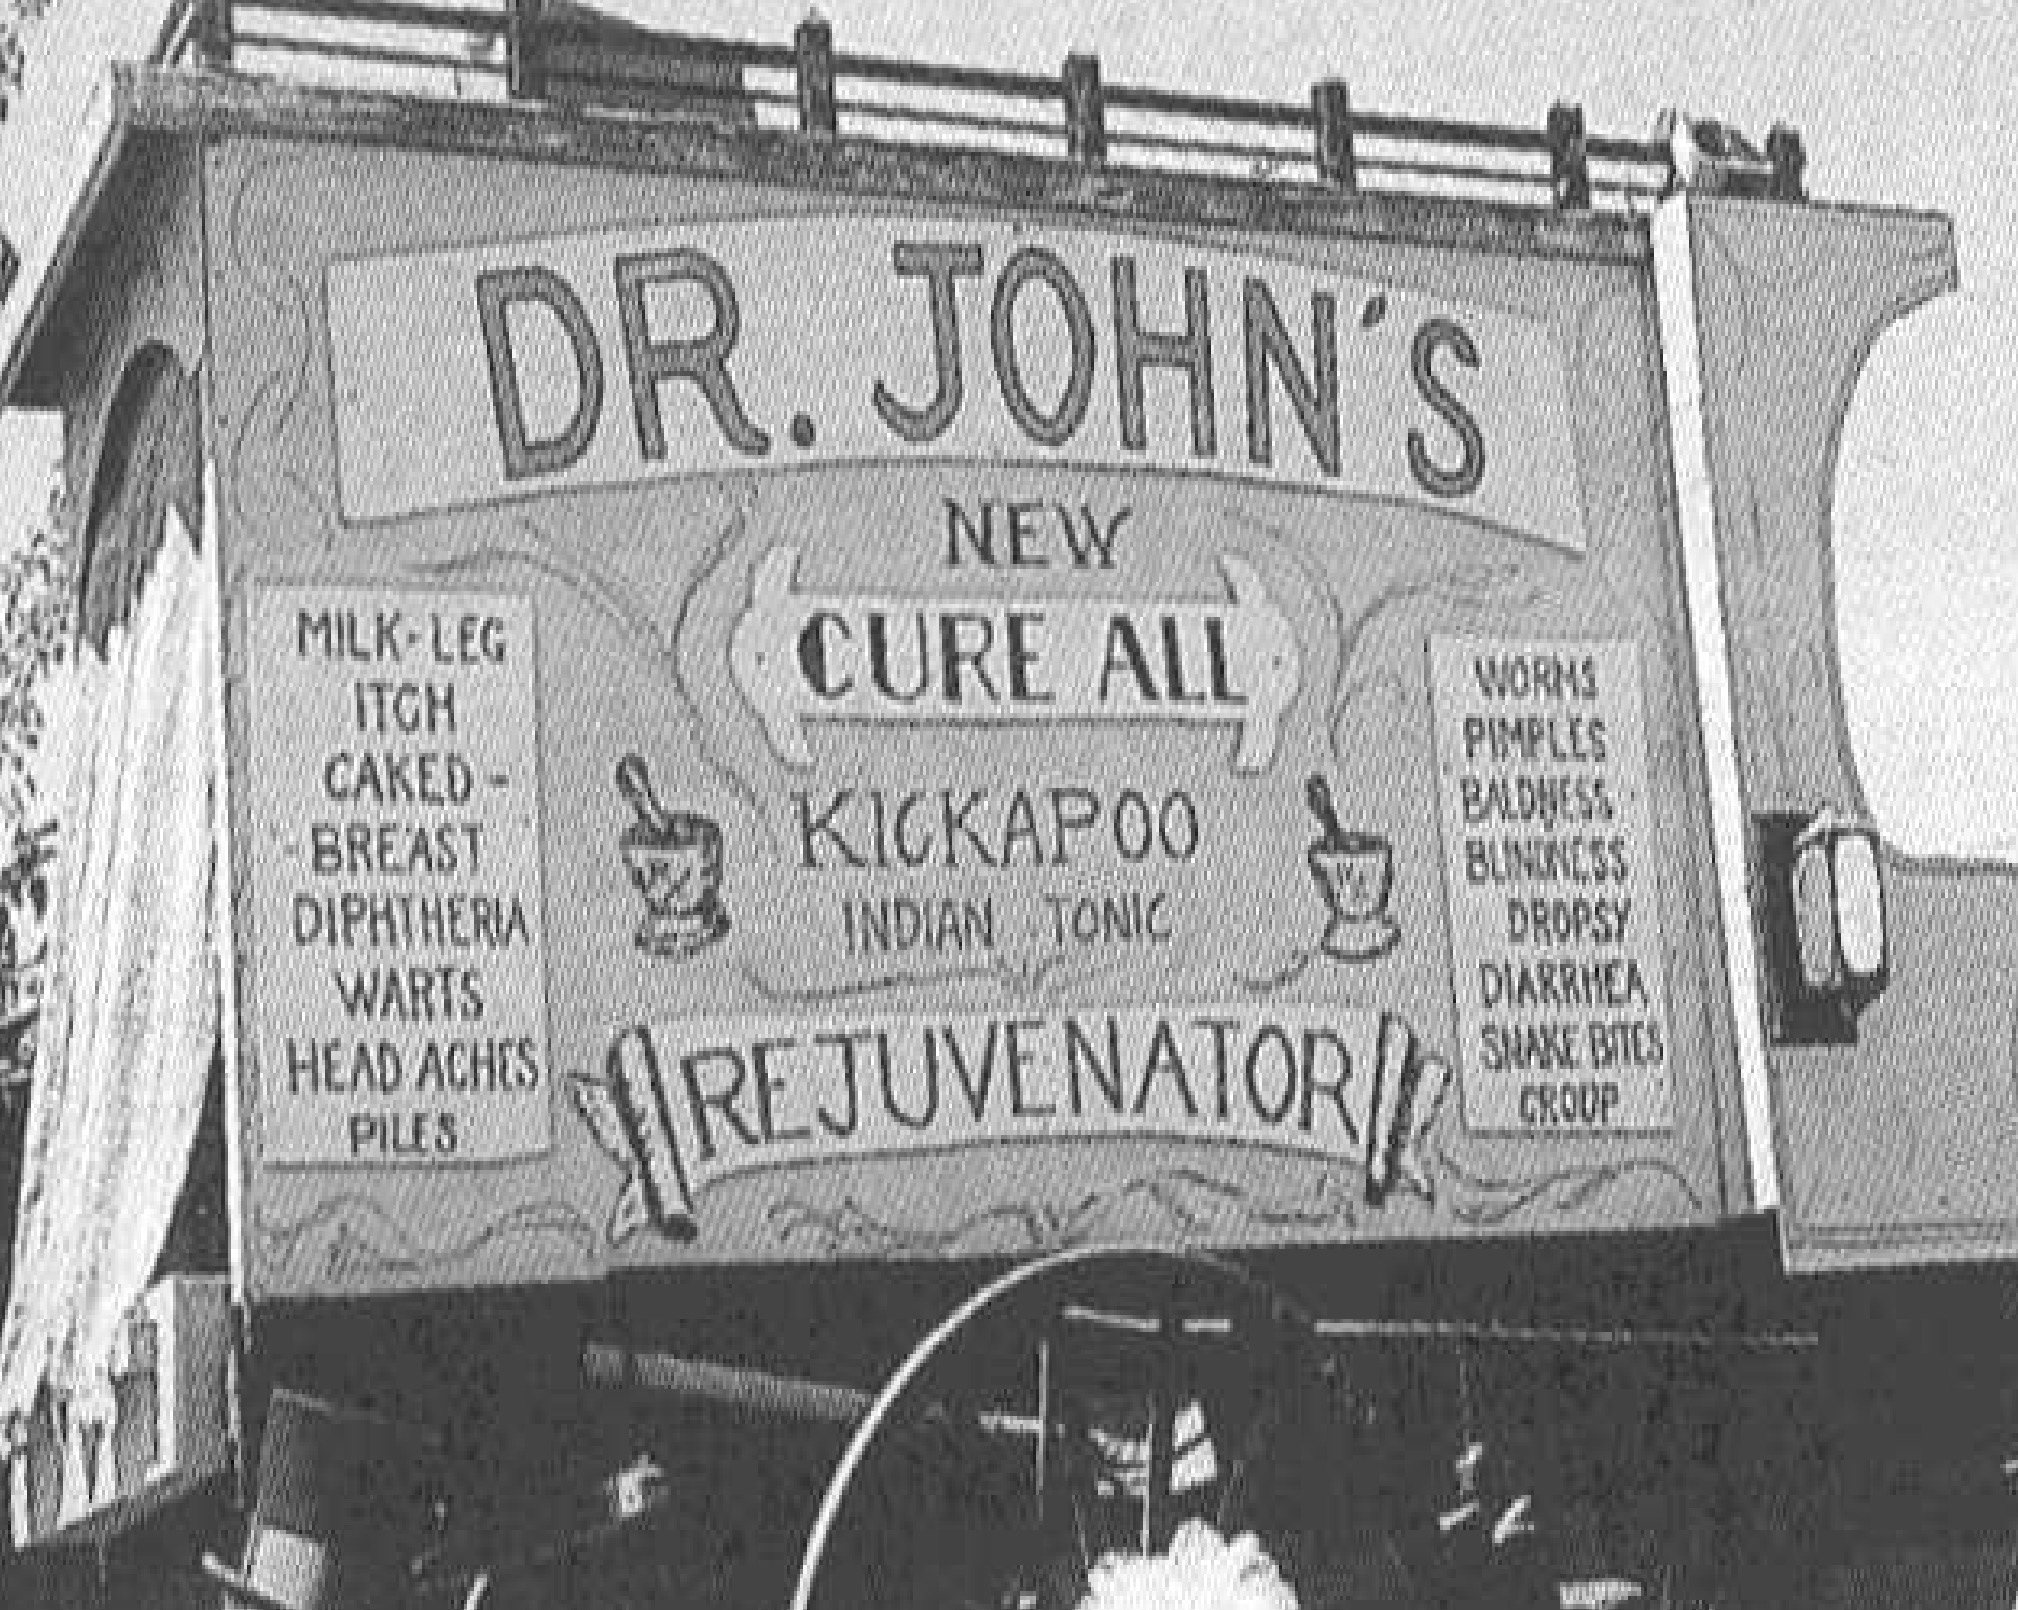 DR. JOHN'S
NEW
CURE ALL
KICKAPOO
INDIAN TONIC
REJUVENATOR
MILK-LEG
ITCH
CAKED-
BREAST
DIPHTHERIA
WARTS
HEAD ACHES
PILES
WORMS
PIMPLES
BALDNESS
BLINDNESS
DROPSY
DIARRHEA
SNAKE BITES
CROUP